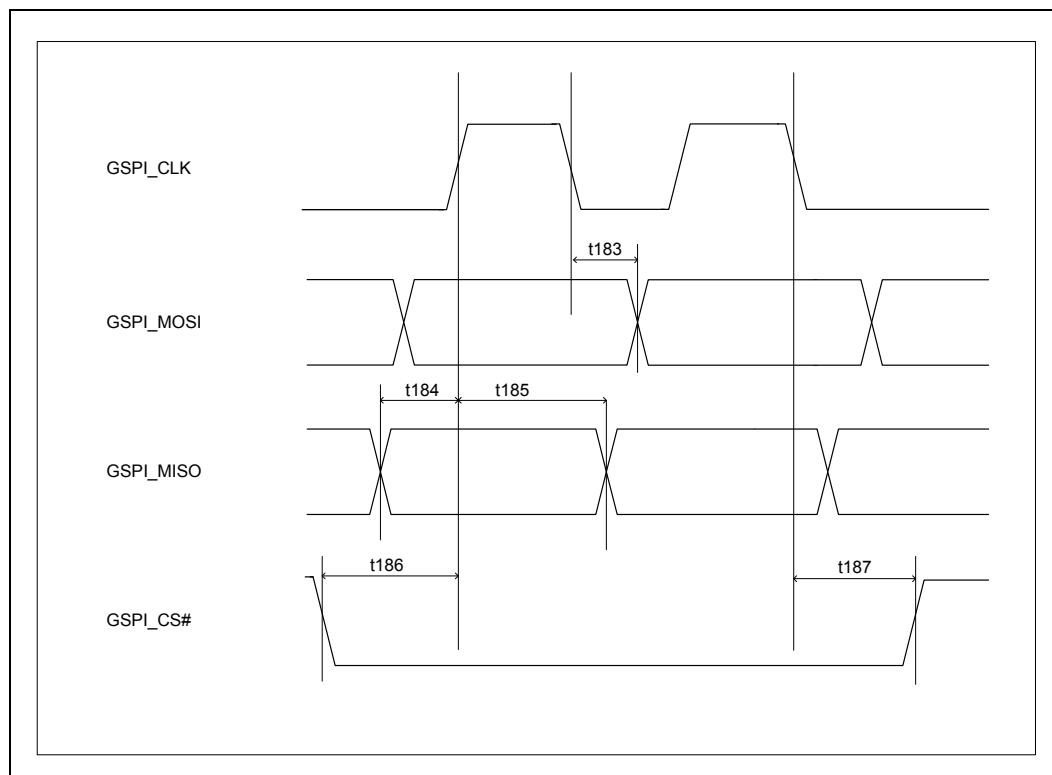 GSPI_CLK
t183
GSPI_MOSI
t184
t185
GSPI_MISO
t186
t187
GSPI_CS#